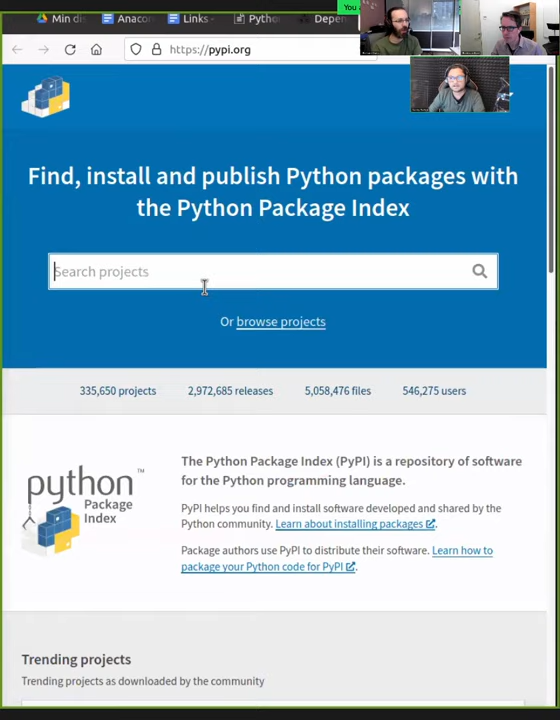 You a
Min di
Anacon
Links -
Python
Depen
https://pypi.org
Find, install and publish Python packages with
the Python Package Index
Search projects
Or browse projects
335,650 projects
2,972,685 releases
5,058,476 files
546,275 users
python™
Package
Index
The Python Package Index (PyPI) is a repository of software
for the Python programming language.
PyPI helps you find and install software developed and shared by the
Python community. Learn about installing packages.
Package authors use PyPI to distribute their software. Learn how to
package your Python code for PyPI.
Trending projects
Trending projects as downloaded by the community